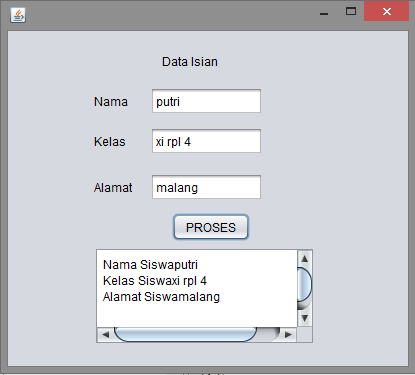 Data Isian
Nama putri
Kelas xi rpl 4
Alamat malang
PROSES
Nama Siswaputri
Kelas Siswaxi rpl 4
Alamat Siswamalang